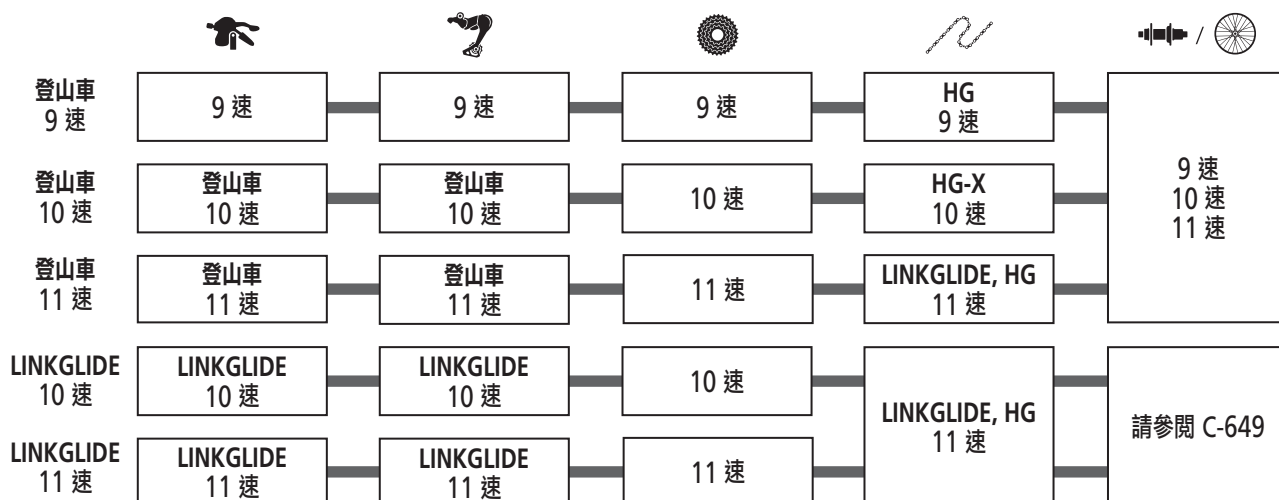 /
登山車
9 速
9 速
9 速
9 速
HG
9 速
9 速
10 速
11 速
登山車
10 速
登山車
10 速
登山車
10 速
10 速
HG-X
10 速
登山車
11 速
登山車
11 速
登山車
11 速
11 速
LINKGLIDE, HG
11 速
LINKGLIDE
10 速
LINKGLIDE
10 速
LINKGLIDE
10 速
10 速
LINKGLIDE, HG
11 速
請參閱 C-649
LINKGLIDE
11 速
LINKGLIDE
11 速
LINKGLIDE
11 速
11 速